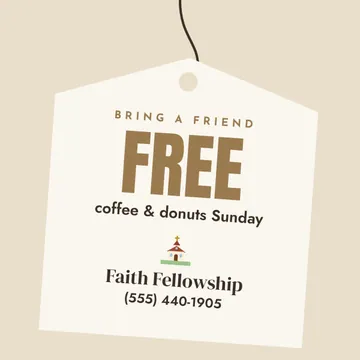 BRING A FRIEND
FREE
coffee & donuts Sunday
Faith Fellowship
(555) 440-1905